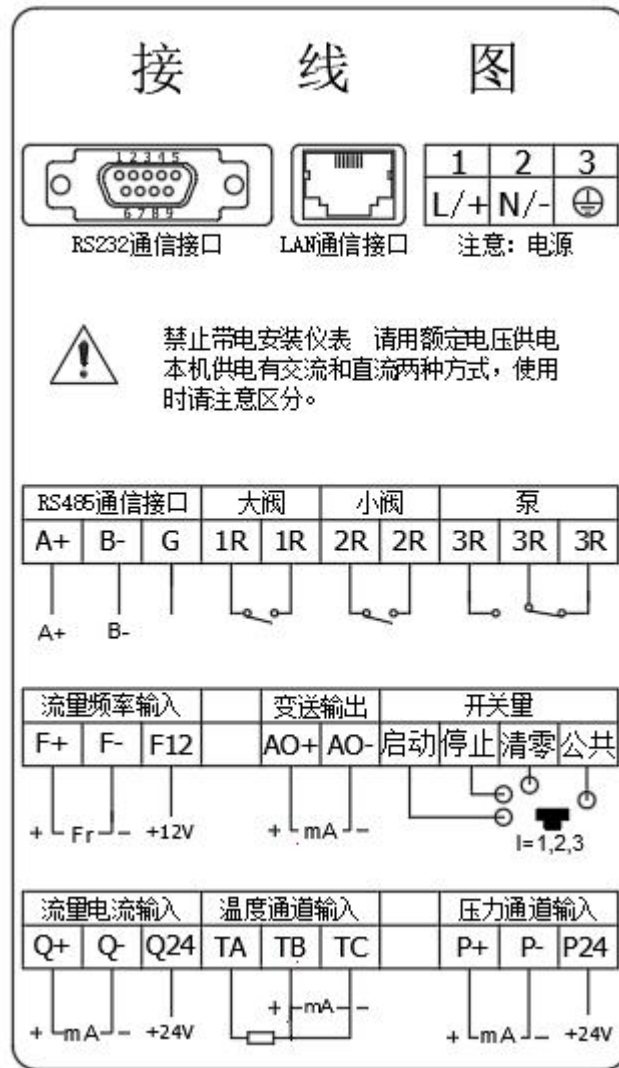 接 线 图
1 2 3 4 5
6 7 8 9
1 2 3
L/+ N/-
RS232通信接口 LAN通信接口 注意: 电源
禁止带电安装仪表 请用额定电压供电
本机供电有交流和直流两种方式，使用
时请注意区分。
RS485通信接口 大阀 小阀 泵
A+ B- G 1R 1R 2R 2R 3R 3R 3R
A+ B-
流量频率输入 变送输出 开关量
F+ F- F12 AO+ AO- 启动 停止 清零 公共
+ Fr - +12V + mA - I=1,2,3
流量电流输入 温度通道输入 压力通道输入
Q+ Q- Q24 TA TB TC P+ P- P24
+ mA -
+ mA - +24V + mA - +24V